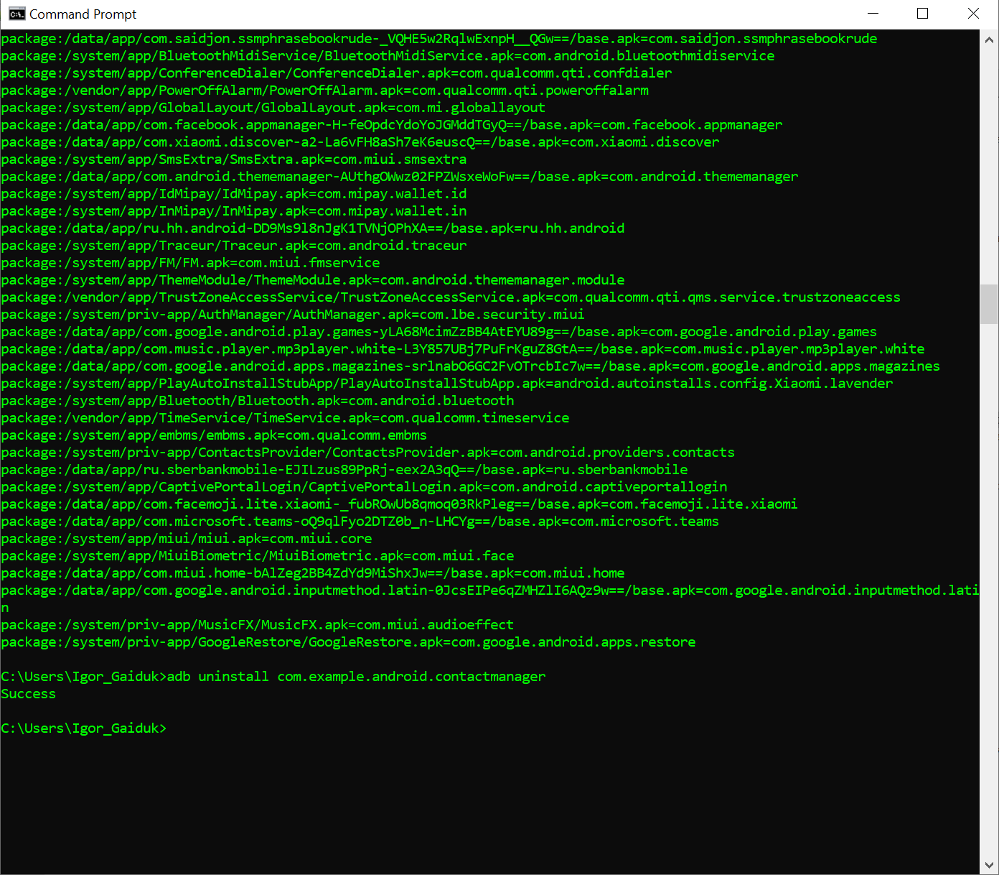 Command Prompt
package:/data/app/com.saidjon.ssmphrasebookrude-_VQHE5w2RqlwExnpH__QGw==/base.apk=com.saidjon.ssmphrasebookrude
package:/system/app/BluetoothMidiService/BluetoothMidiService.apk=com.android.bluetoothmidiservice
package:/system/app/ConferenceDialer/ConferenceDialer.apk=com.qualcomm.qti.confdialer
package:/vendor/app/PowerOffAlarm/PowerOffAlarm.apk=com.qualcomm.qti.poweroffalarm
package:/system/app/GlobalLayout/GlobalLayout.apk=com.mi.globallayout
package:/data/app/com.facebook.appmanager-H-feOpdcYdoYoJGMddTGyQ==/base.apk=com.facebook.appmanager
package:/data/app/com.xiaomi.discover-a2-La6vFH8aSh7eK6euscQ==/base.apk=com.xiaomi.discover
package:/system/app/SmsExtra/SmsExtra.apk=com.miui.smsextra
package:/data/app/com.android.thememanager-AUthgOWwz02FPZWsxeWoFw==/base.apk=com.android.thememanager
package:/system/app/IdMipay/IdMipay.apk=com.mipay.wallet.id
package:/system/app/InMipay/InMipay.apk=com.mipay.wallet.in
package:/data/app/ru.hh.android-DD9Ms9l8nJgK1TVNjOPhXA==/base.apk=ru.hh.android
package:/system/app/Traceur/Traceur.apk=com.android.traceur
package:/system/app/FM/FM.apk=com.miui.fmservice
package:/system/app/ThemeModule/ThemeModule.apk=com.android.thememanager.module
package:/vendor/app/TrustZoneAccessService/TrustZoneAccessService.apk=com.qualcomm.qti.qms.service.trustzoneaccess
package:/system/priv-app/AuthManager/AuthManager.apk=com.lbe.security.miui
package:/data/app/com.google.android.play.games-yLA68McimZzBB4AtEYU89g==/base.apk=com.google.android.play.games
package:/data/app/com.music.player.mp3player.white-L3Y857UBj7PuFrKguZ8GtA==/base.apk=com.music.player.mp3player.white
package:/data/app/com.google.android.apps.magazines-srlnabO6GC2FvOTrcbIc7w==/base.apk=com.google.android.apps.magazines
package:/system/app/PlayAutoInstallStubApp/PlayAutoInstallStubApp.apk=android.autoinstalls.config.Xiaomi.lavender
package:/system/app/Bluetooth/Bluetooth.apk=com.android.bluetooth
package:/vendor/app/TimeService/TimeService.apk=com.qualcomm.timeservice
package:/system/app/embms/embms.apk=com.qualcomm.embms
package:/system/priv-app/ContactsProvider/ContactsProvider.apk=com.android.providers.contacts
package:/data/app/ru.sberbankmobile-EJILzus89PpRj-eex2A3qQ==/base.apk=ru.sberbankmobile
package:/system/app/CaptivePortalLogin/CaptivePortalLogin.apk=com.android.captiveportallogin
package:/data/app/com.facemoji.lite.xiaomi-_fubROwUb8qmoq03RkPleg==/base.apk=com.facemoji.lite.xiaomi
package:/data/app/com.microsoft.teams-oQ9qlFyo2DTZ0b_n-LHCYg==/base.apk=com.microsoft.teams
package:/system/app/miui/miui.apk=com.miui.core
package:/system/app/MiuiBiometric/MiuiBiometric.apk=com.miui.face
package:/data/app/com.miui.home-bAlZeg2BB4ZdYd9MiShxJw==/base.apk=com.miui.home
package:/data/app/com.google.android.inputmethod.latin-0JcsEIPe6qZMHZlI6AQz9w==/base.apk=com.google.android.inputmethod.lati
n
package:/system/priv-app/MusicFX/MusicFX.apk=com.miui.audioeffect
package:/system/priv-app/GoogleRestore/GoogleRestore.apk=com.google.android.apps.restore
C:\Users\Igor_Gaiduk>adb uninstall com.example.android.contactmanager
Success
C:\Users\Igor_Gaiduk>